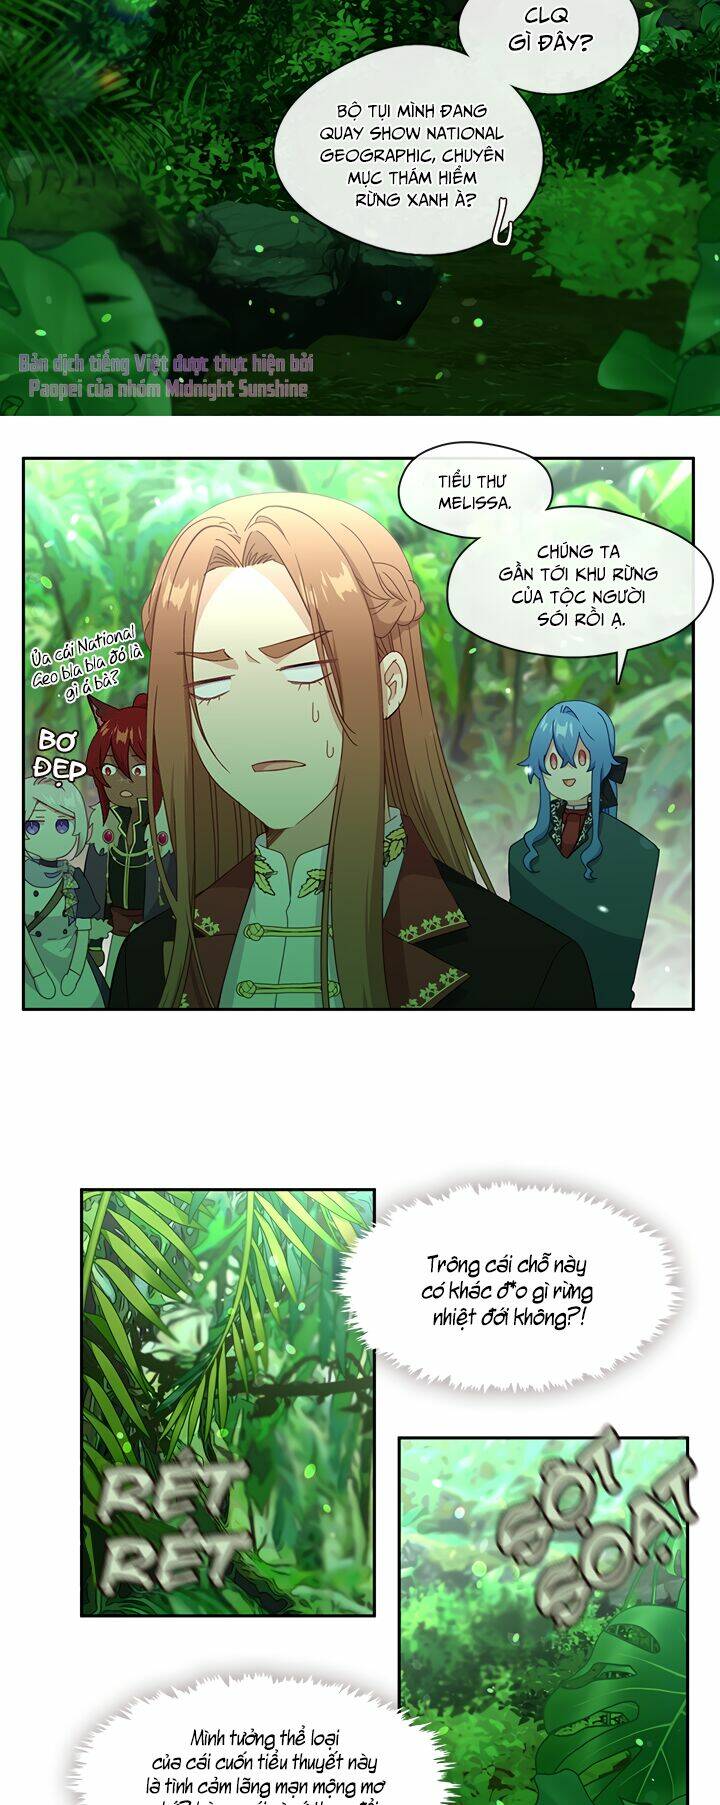 CLQ
GÌ ĐÂY?
BỘ TỤI MÌNH ĐANG
QUAY SHOW NATIONAL
GEOGRAPHIC, CHUYÊN
MỤC THÁM HIỂM
RỪNG XANH À?
Bản dịch tiếng Việt được thực hiện bởi
Paopei của nhóm Midnight Sunshine
TIỂU THƯ
MELISSA.
CHÚNG TA
GẦN TỚI KHU RỪNG
CỦA TỘC NGƯỜI
SÓI RỒI Ạ.
Ủa cái National
Geo bla bla đó là
gì á bà?
BƠ
ĐẸP
Trông cái chỗ này
có khác đ*o gì rừng
nhiệt đới không?!
RÉT
RÉT
SỘT
SOẠT
Mình tưởng thể loại
của cái cuốn tiểu thuyết này
là tình cảm lãng mạn mộng mơ